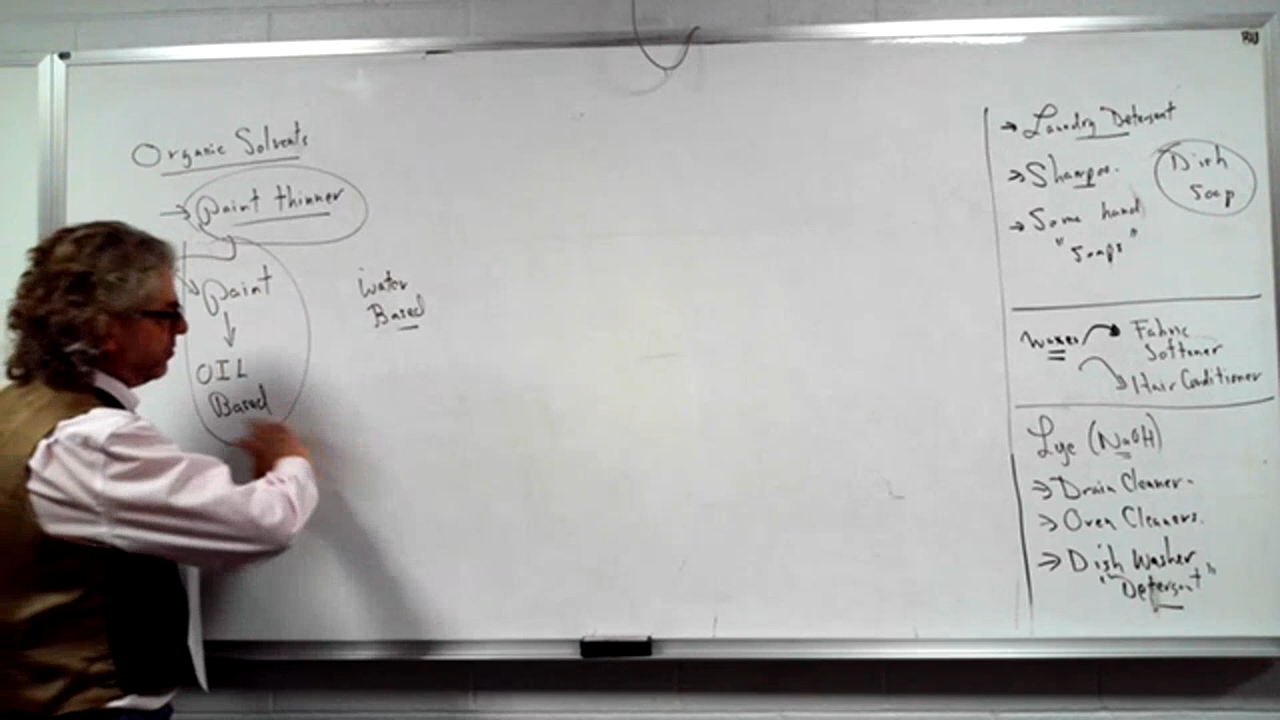 Organic Solvents
→ Paint thinner
Paint
↓
OIL
Based
Water
Based
→ Laundry Detergent
→ Shampoo.
→ Some hand
"Soaps"
Dish
Soap
Waxes → Fabric
Softener
→ Hair Conditioner
Lye (NaOH)
→ Drain Cleaner.
→ Oven Cleaners.
→ Dish Washer
"Detergent"